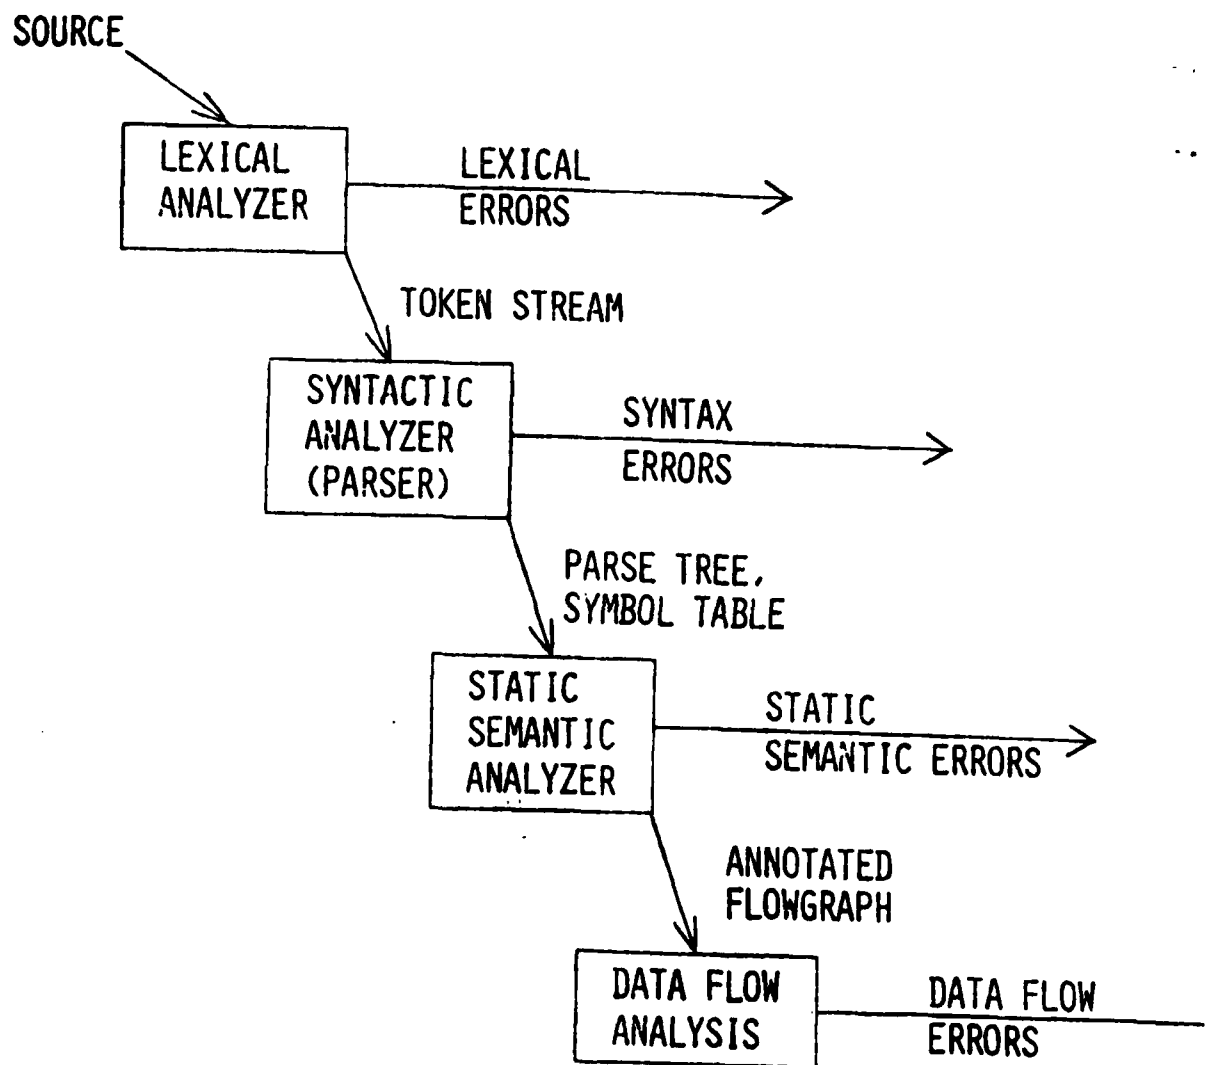 SOURCE
LEXICAL
ANALYZER
LEXICAL
ERRORS
TOKEN STREAM
SYNTACTIC
ANALYZER
(PARSER)
SYNTAX
ERRORS
PARSE TREE,
SYMBOL TABLE
STATIC
SEMANTIC
ANALYZER
STATIC
SEMANTIC ERRORS
ANNOTATED
FLOWGRAPH
DATA FLOW
ANALYSIS
DATA FLOW
ERRORS